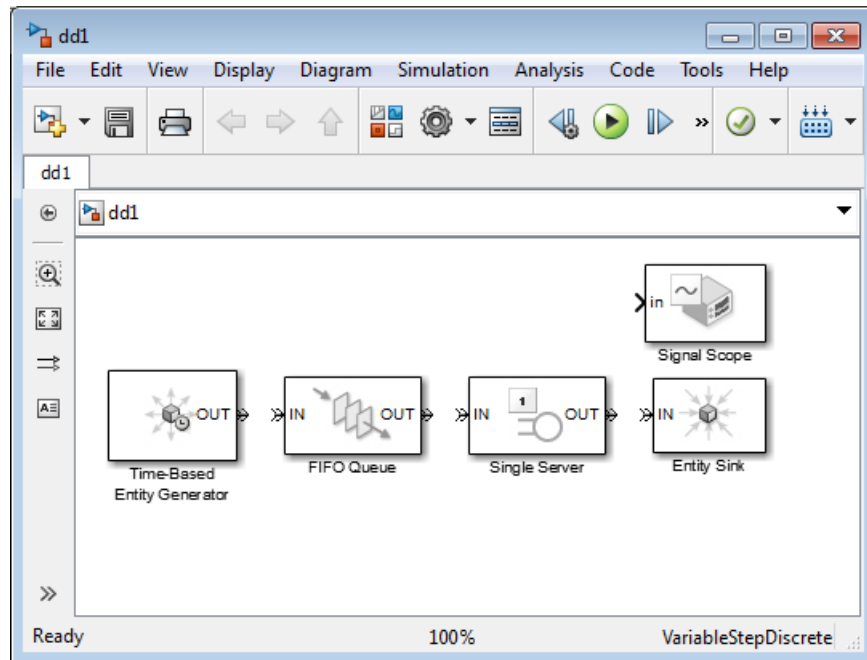 dd1
File Edit View Display Diagram Simulation Analysis Code Tools Help
»
dd1
dd1
in
Signal Scope
OUT
IN OUT
IN 1 OUT
IN
Time-Based
Entity Generator
FIFO Queue
Single Server
Entity Sink
A
»
Ready 100% VariableStepDiscrete